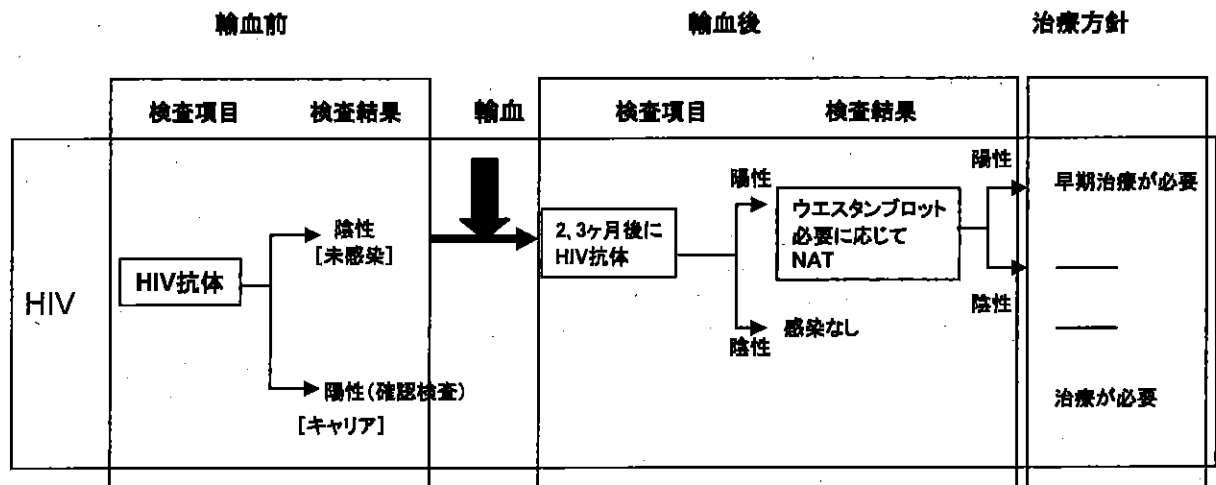 輸血前
輸血後
治療方針
検査項目
検査結果
輸血
検査項目
検査結果
HIV
HIV抗体
陰性
[未感染]
陽性(確認検査)
[キャリア]
2、3ヶ月後に
HIV抗体
陽性
ウエスタンブロット
必要に応じて
NAT
陽性
早期治療が必要
陰性
陰性
感染なし
治療が必要